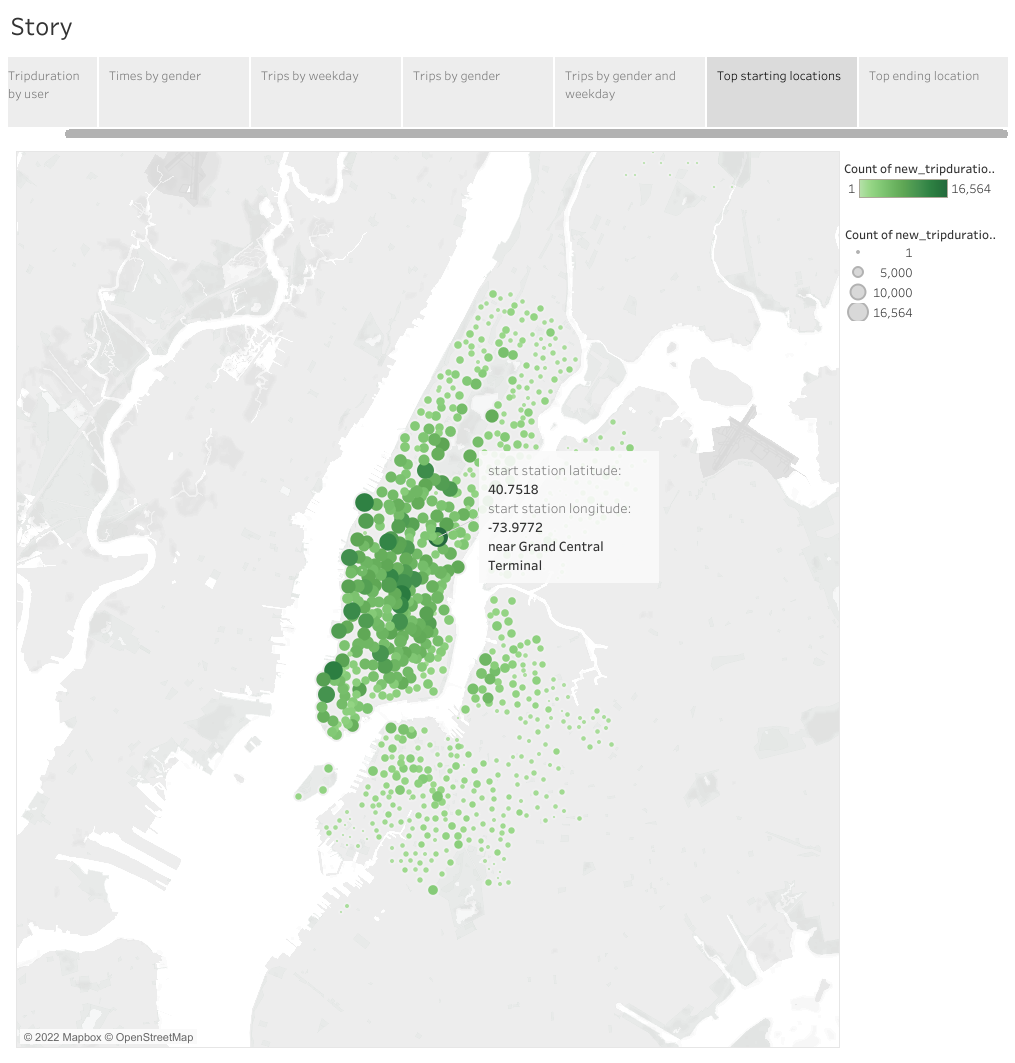 Story
Tripduration
by user
Times by gender
Trips by weekday
Trips by gender
Trips by gender and
weekday
Top starting locations
Top ending location
Count of new_tripduratio..
1
16,564
Count of new_tripduratio..
1
5,000
10,000
16,564
start station latitude:
40.7518
start station longitude:
-73.9772
near Grand Central
Terminal
© 2022 Mapbox © OpenStreetMap